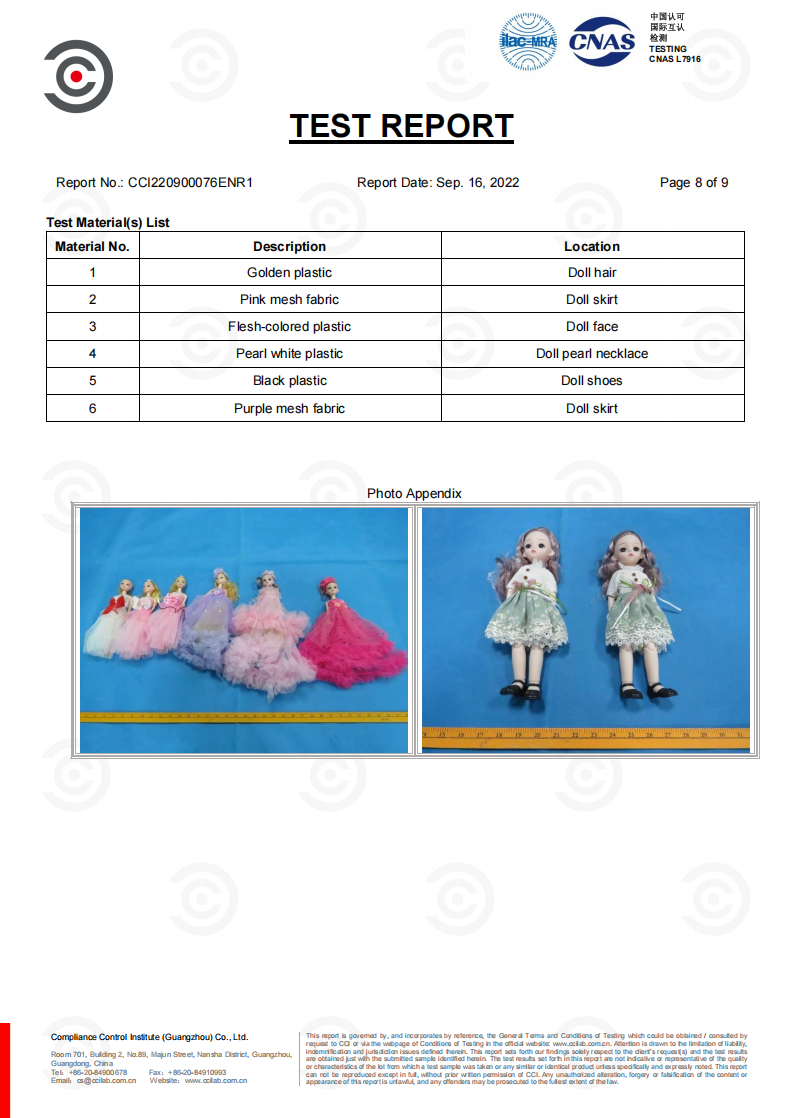 ilac-MRA
CNAS
中国认可
国际互认
检测
TESTING
CNAS L7916
TEST REPORT
Report No.: CCI220900076ENR1 Report Date: Sep. 16, 2022 Page 8 of 9
Test Material(s) List
Material No. Description Location
1 Golden plastic Doll hair
2 Pink mesh fabric Doll skirt
3 Flesh-colored plastic Doll face
4 Pearl white plastic Doll pearl necklace
5 Black plastic Doll shoes
6 Purple mesh fabric Doll skirt
Photo Appendix
Compliance Control Institute (Guangzhou) Co., Ltd.
Room 701, Building 2, No.89, Majun Street, Nansha District, Guangzhou,
Guangdong, China
Tel: +86-20-84900678 Fax: +86-20-84910993
Email: cs@ccilab.com.cn Website: www.ccilab.com.cn
This report is governed by, and incorporates by reference, the General Terms and Conditions of Testing which could be obtained / consulted by
request to CCI or via the webpage of Conditions of Testing in the official website: www.ccilab.com.cn. Attention is drawn to the limitation of liability,
indemnification and jurisdiction issues defined herein. This report sets forth our findings solely respect to the client's request(s) and the test results
are obtained just with the submitted sample identified herein. The test results set forth in this report are not indicative or representative of the quality
or characteristics of the lot from which a test sample was taken or any similar or identical product unless specifically and expressly noted. This report
can not be reproduced except in full, without prior written permission of CCI. Any unauthorized alteration, forgery or falsification of the content or
appearance of this report is unlawful, and any offenders may be prosecuted to the fullest extent of the law.